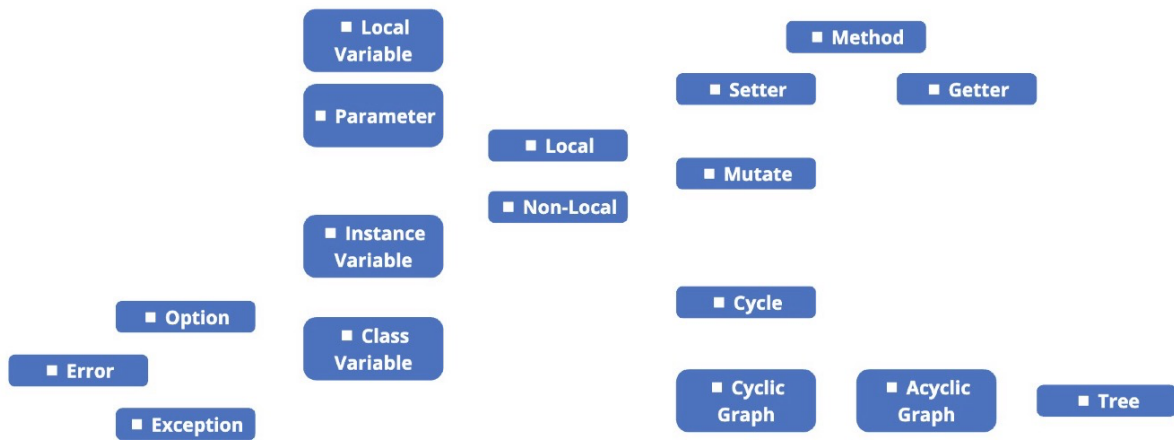 ■ Local
Variable
■ Parameter
■ Instance
Variable
■ Class
Variable
■ Option
■ Error
■ Exception
■ Local
■ Non-Local
■ Method
■ Setter
■ Getter
■ Mutate
■ Cycle
■ Cyclic
Graph
■ Acyclic
Graph
■ Tree